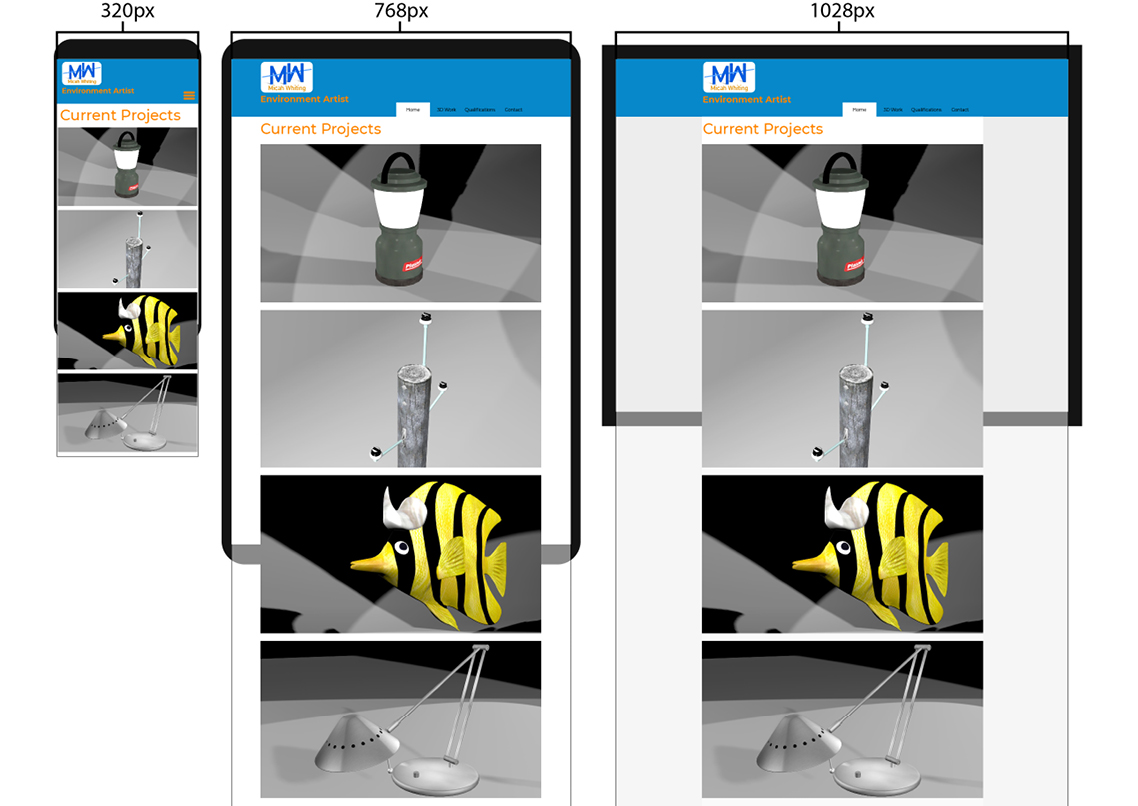 320px
768px
1028px
MW
Micah Whiting
Environment Artist
Current Projects
MW
Micah Whiting
Environment Artist
Home 3D Work Qualifications Contact
Current Projects
MW
Micah Whiting
Environment Artist
Home 3D Work Qualifications Contact
Current Projects